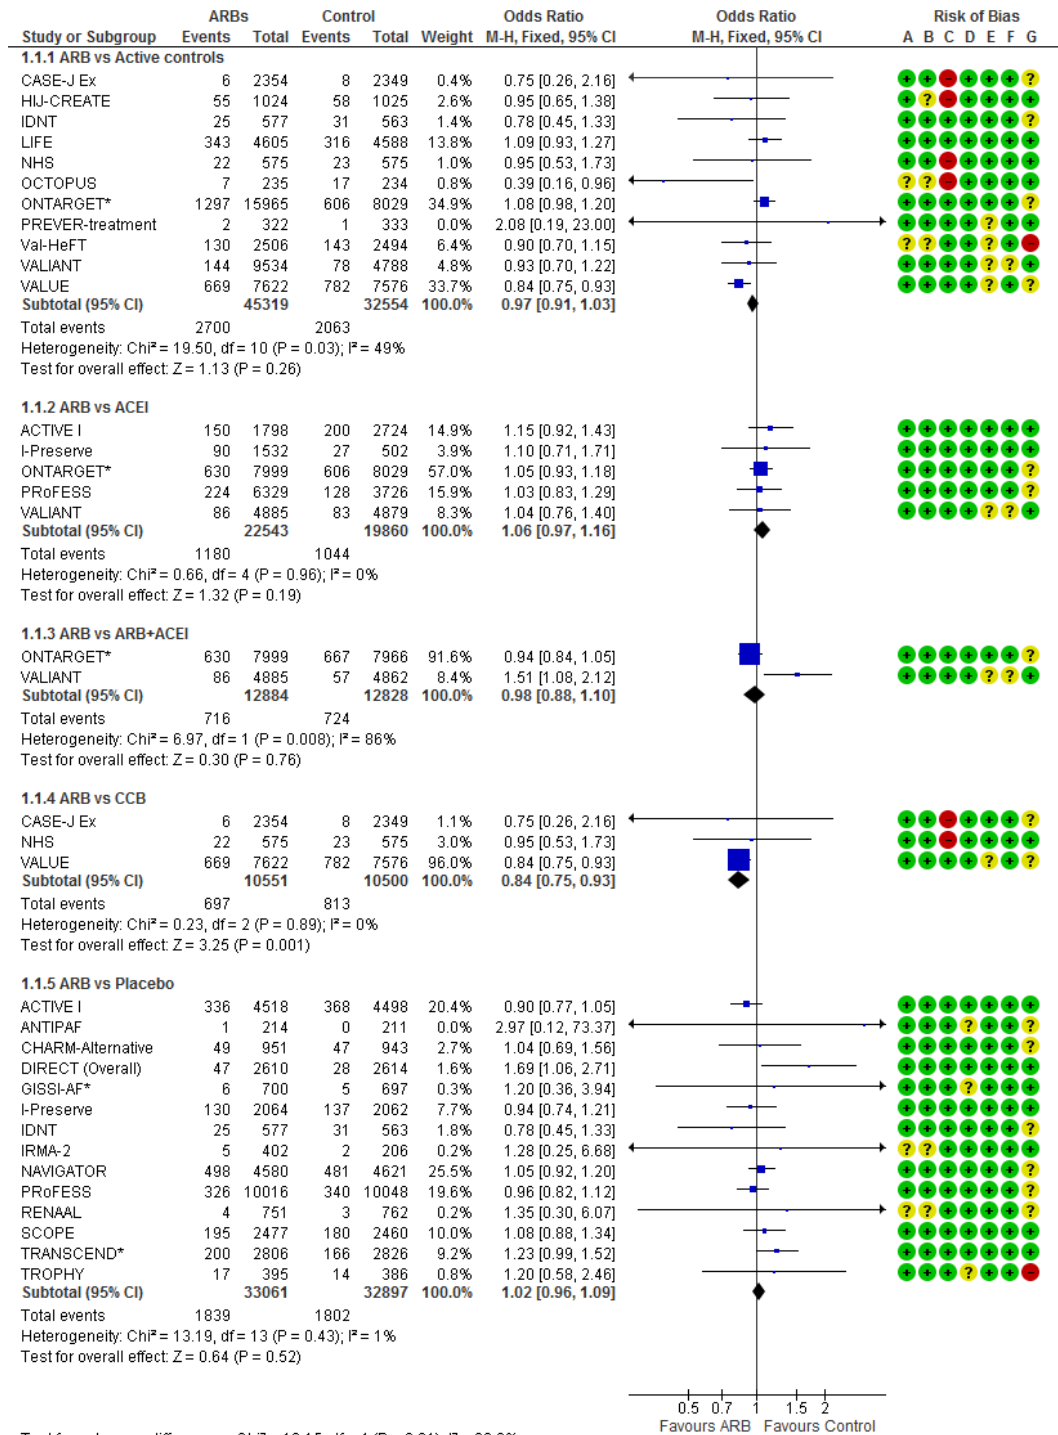 ARBs Control Odds Ratio Odds Ratio Risk of Bias
Study or Subgroup Events Total Events Total Weight M-H, Fixed, 95% CI M-H, Fixed, 95% CI A B C D E F G
1.1.1 ARB vs Active controls
CASE-J Ex 6 2354 8 2349 0.4% 0.75 [0.26, 2.16] + + - + + + ?
HIJ-CREATE 55 1024 58 1025 2.6% 0.95 [0.65, 1.38] + ? - + + + +
IDNT 25 577 31 563 1.4% 0.78 [0.45, 1.33] + + + + + + ?
LIFE 343 4605 316 4588 13.8% 1.09 [0.93, 1.27] + + + + + + +
NHS 22 575 23 575 1.0% 0.95 [0.53, 1.73] + + - + + + +
OCTOPUS 7 235 17 234 0.8% 0.39 [0.16, 0.96] ? ? - + + + +
ONTARGET* 1297 15965 606 8029 34.9% 1.08 [0.98, 1.20] + + + + + + ?
PREVER-treatment 2 322 1 333 0.0% 2.08 [0.19, 23.00] + + + + ? + +
Val-HeFT 130 2506 143 2494 6.4% 0.90 [0.70, 1.15] ? ? + + ? + -
VALIANT 144 9534 78 4788 4.8% 0.93 [0.70, 1.22] + + + + ? ? +
VALUE 669 7622 782 7576 33.7% 0.84 [0.75, 0.93] + + + + ? + ?
Subtotal (95% CI) 45319 32554 100.0% 0.97 [0.91, 1.03]
Total events 2700 2063
Heterogeneity: Chi² = 19.50, df = 10 (P = 0.03); I² = 49%
Test for overall effect: Z = 1.13 (P = 0.26)
1.1.2 ARB vs ACEI
ACTIVE I 150 1798 200 2724 14.9% 1.15 [0.92, 1.43] + + + + + + +
I-Preserve 90 1532 27 502 3.9% 1.10 [0.71, 1.71] + + + + + + +
ONTARGET* 630 7999 606 8029 57.0% 1.05 [0.93, 1.18] + + + + + + ?
PRoFESS 224 6329 128 3726 15.9% 1.03 [0.83, 1.29] + + + + + + ?
VALIANT 86 4885 83 4879 8.3% 1.04 [0.76, 1.40] + + + + ? ? +
Subtotal (95% CI) 22543 19860 100.0% 1.06 [0.97, 1.16]
Total events 1180 1044
Heterogeneity: Chi² = 0.66, df = 4 (P = 0.96); I² = 0%
Test for overall effect: Z = 1.32 (P = 0.19)
1.1.3 ARB vs ARB+ACEI
ONTARGET* 630 7999 667 7966 91.6% 0.94 [0.84, 1.05] + + + + + + ?
VALIANT 86 4885 57 4862 8.4% 1.51 [1.08, 2.12] + + + + ? ? +
Subtotal (95% CI) 12884 12828 100.0% 0.98 [0.88, 1.10]
Total events 716 724
Heterogeneity: Chi² = 6.97, df = 1 (P = 0.008); I² = 86%
Test for overall effect: Z = 0.30 (P = 0.76)
1.1.4 ARB vs CCB
CASE-J Ex 6 2354 8 2349 1.1% 0.75 [0.26, 2.16] + + - + + + ?
NHS 22 575 23 575 3.0% 0.95 [0.53, 1.73] + + - + + + +
VALUE 669 7622 782 7576 96.0% 0.84 [0.75, 0.93] + + + + ? + ?
Subtotal (95% CI) 10551 10500 100.0% 0.84 [0.75, 0.93]
Total events 697 813
Heterogeneity: Chi² = 0.23, df = 2 (P = 0.89); I² = 0%
Test for overall effect: Z = 3.25 (P = 0.001)
1.1.5 ARB vs Placebo
ACTIVE I 336 4518 368 4498 20.4% 0.90 [0.77, 1.05] + + + + + + +
ANTIPAF 1 214 0 211 0.0% 2.97 [0.12, 73.37] + + + ? + + ?
CHARM-Alternative 49 951 47 943 2.7% 1.04 [0.69, 1.56] + + + + + + ?
DIRECT (Overall) 47 2610 28 2614 1.6% 1.69 [1.06, 2.71] + + + + + + +
GISSI-AF* 6 700 5 697 0.3% 1.20 [0.36, 3.94] + + + ? + + +
I-Preserve 130 2064 137 2062 7.7% 0.94 [0.74, 1.21] + + + + + + +
IDNT 25 577 31 563 1.8% 0.78 [0.45, 1.33] + + + + + + ?
IRMA-2 5 402 2 206 0.2% 1.28 [0.25, 6.68] ? ? + + + + +
NAVIGATOR 498 4580 481 4621 25.5% 1.05 [0.92, 1.20] + + + + + + ?
PRoFESS 326 10016 340 10048 19.6% 0.96 [0.82, 1.12] + + + + + + ?
RENAAL 4 751 3 762 0.2% 1.35 [0.30, 6.07] ? ? + + + + ?
SCOPE 195 2477 180 2460 10.0% 1.08 [0.88, 1.34] + + + + + + +
TRANSCEND* 200 2806 166 2826 9.2% 1.23 [0.99, 1.52] + + + + + + ?
TROPHY 17 395 14 386 0.8% 1.20 [0.58, 2.46] + + + ? + + -
Subtotal (95% CI) 33061 32897 100.0% 1.02 [0.96, 1.09]
Total events 1839 1802
Heterogeneity: Chi² = 13.19, df = 13 (P = 0.43); I² = 1%
Test for overall effect: Z = 0.64 (P = 0.52)
0.5 0.7 1 1.5 2
Favours ARB Favours Control